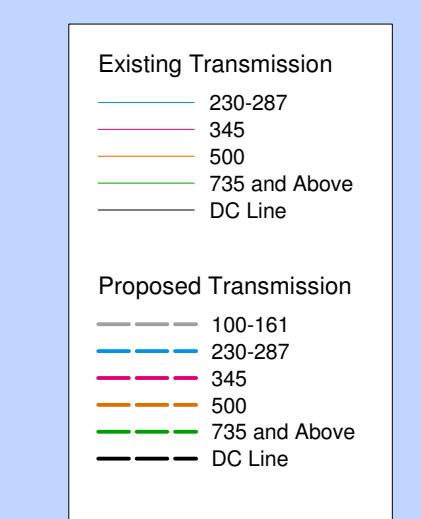 Existing Transmission
230-287
345
500
735 and Above
DC Line
Proposed Transmission
100-161
230-287
345
500
735 and Above
DC Line